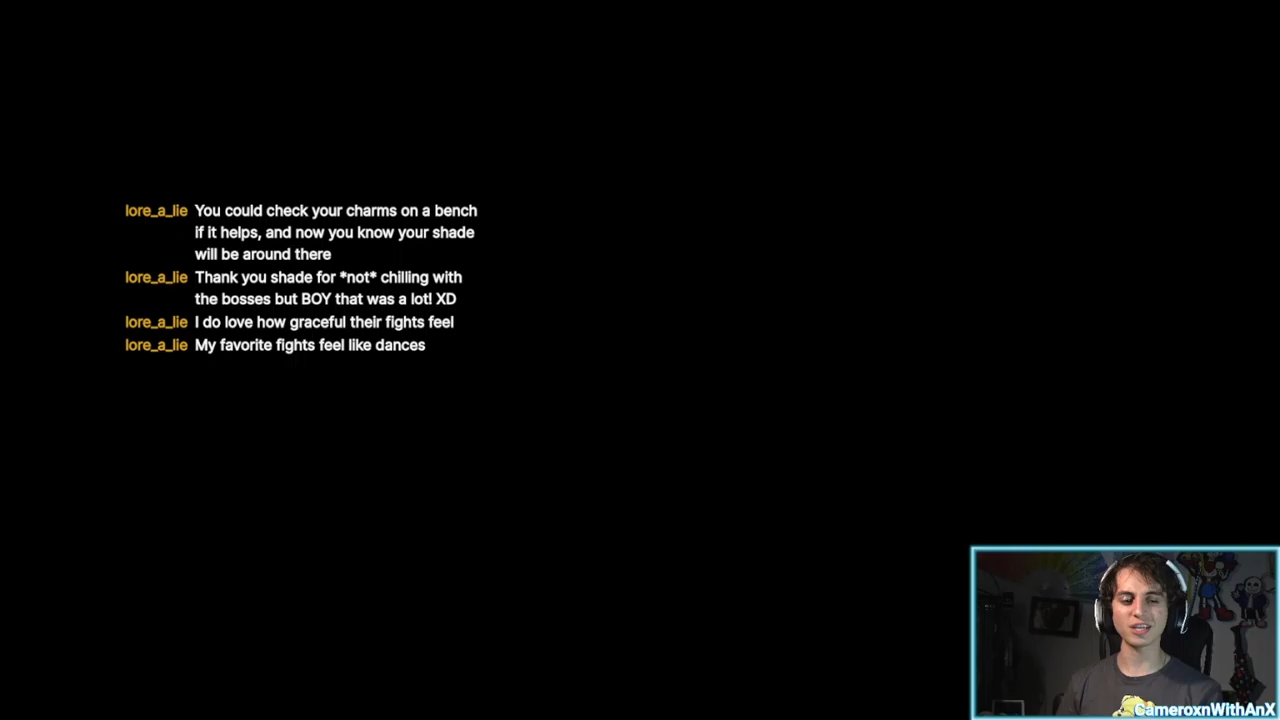 lore_a_lie You could check your charms on a bench
if it helps, and now you know your shade
will be around there
lore_a_lie Thank you shade for *not* chilling with
the bosses but BOY that was a lot! XD
lore_a_lie I do love how graceful their fights feel
lore_a_lie My favorite fights feel like dances
CameroxnWithAnX